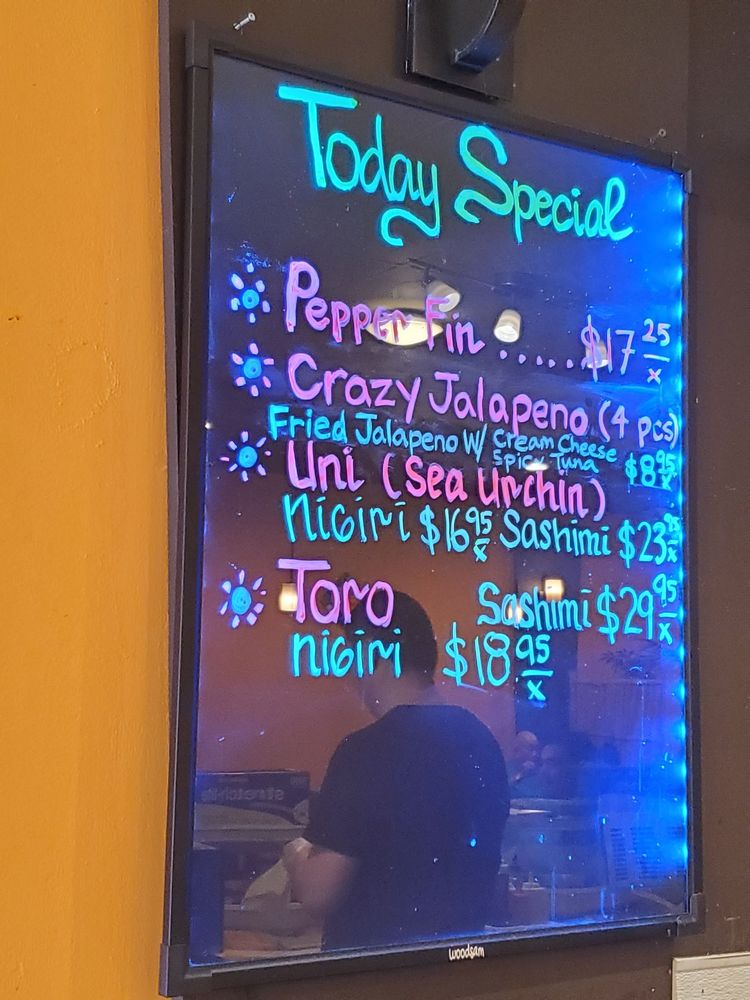 Today Special
Pepper Fin ...... $17 25/x
Crazy Jalapeno (4 pcs)
Fried Jalapeno W/ Cream Cheese
Spicy Tuna $8 95/x
Uni (Sea Urchin)
Nigiri $16 95/x Sashimi $23 95/x
Toro Sashimi $29 95/x
Nigiri $18.95/x
woodsam